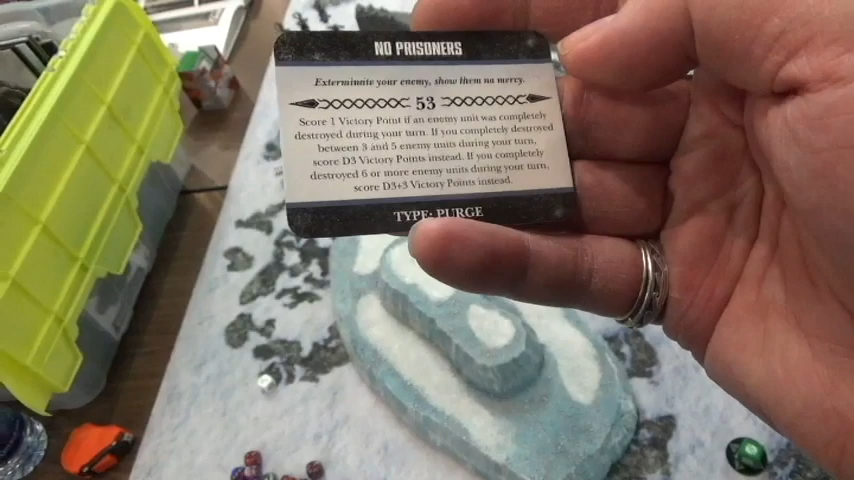 NO PRISONERS
Exterminate your enemy, show them no mercy.
53
Score 1 Victory Point if an enemy unit was completely
destroyed during your turn. If you completely destroyed
between 3 and 5 enemy units during your turn,
score D3 Victory Points instead. If you completely
destroyed 6 or more enemy units during your turn,
score D3+3 Victory Points instead.
TYPE: PURGE